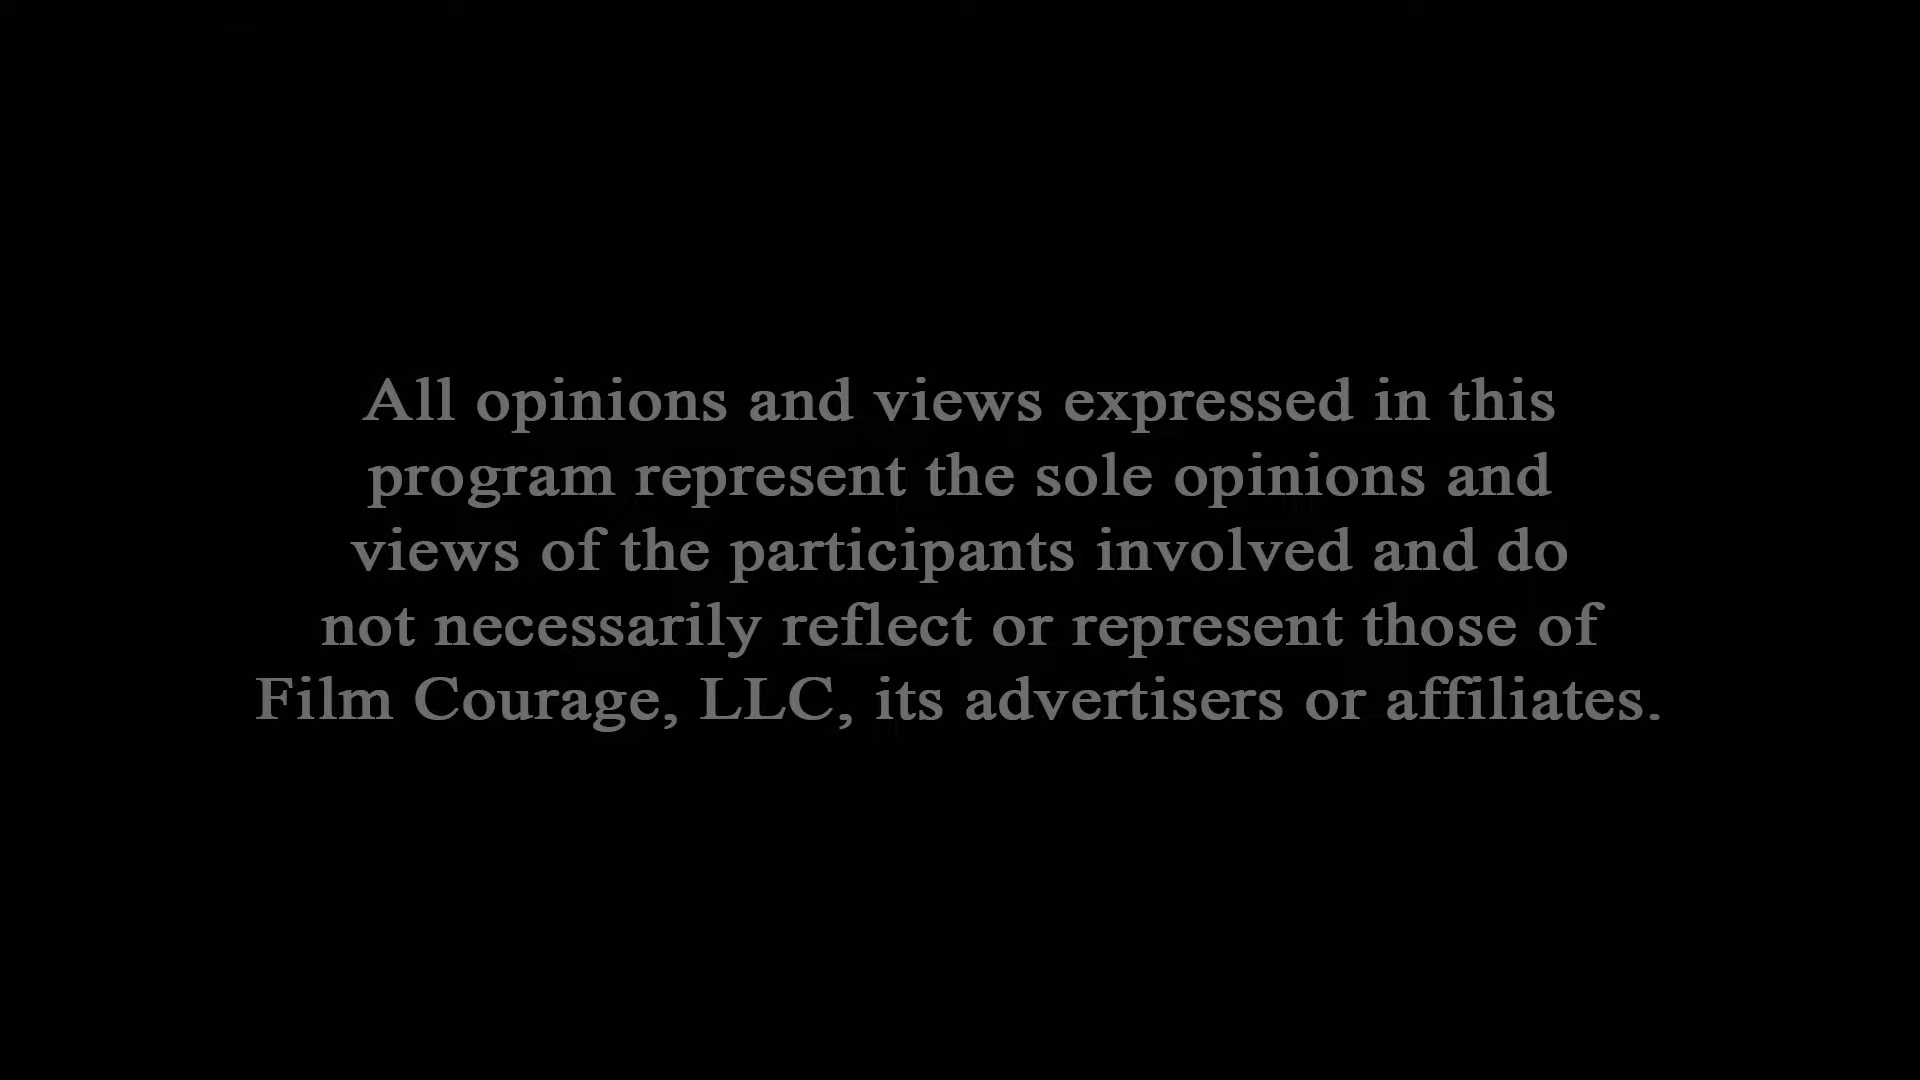 All opinions and views expressed in this
program represent the sole opinions and
views of the participants involved and do
not necessarily reflect or represent those of
Film Courage, LLC, its advertisers or affiliates.